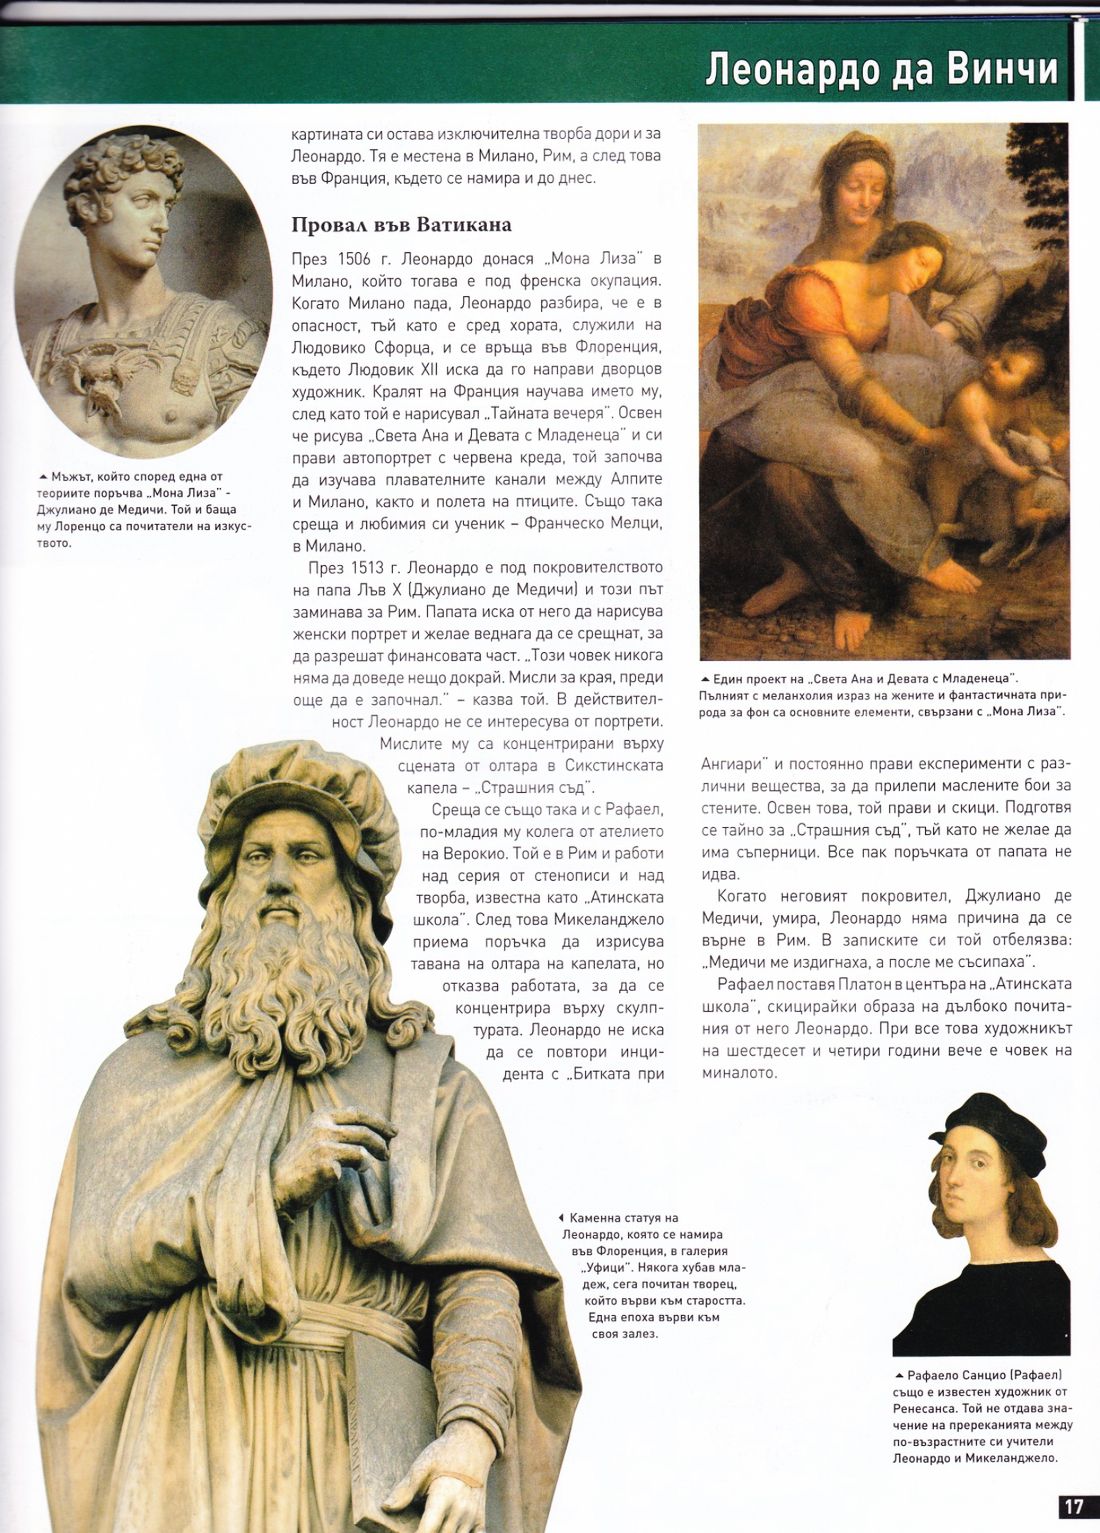 Леонардо да Винчи
картината си остава изключителна творба дори и за
Леонардо. Тя е местена в Милано, Рим, а след това
във Франция, където се намира и до днес.
Провал във Ватикана
През 1506 г. Леонардо донася „Мона Лиза" в
Милано, който тогава е под френска окупация.
Когато Милано пада, Леонардо разбира, че е в
опасност, тъй като е сред хората, служили на
Людовико Сфорца, и се връща във Флоренция,
където Людовик XII иска да го направи дворцов
художник. Кралят на Франция научава името му,
след като той е нарисувал „Тайната вечеря". Освен
че рисува „Света Ана и Девата с Младенеца" и си
прави автопортрет с червена креда, той започва
да изучава плавателните канали между Алпите
и Милано, както и полета на птиците. Също така
среща и любимия си ученик – Франческо Мелци,
в Милано.
През 1513 г. Леонардо е под покровителството
на папа Лъв X (Джулиано де Медичи) и този път
заминава за Рим. Папата иска от него да нарисува
женски портрет и желае веднага да се срещнат, за
да разрешат финансовата част. „Този човек никога
няма да доведе нещо докрай. Мисли за края, преди
още да е започнал." – казва той. В действител-
ност Леонардо не се интересува от портрети.
Мислите му са концентрирани върху
сцената от олтара в Сикстинската
капела – „Страшния съд".
Среща се също така и с Рафаел,
по-младия му колега от ателието
на Верокио. Той е в Рим и работи
над серия от стенописи и над
творба, известна като „Атинската
школа". След това Микеланджело
приема поръчка да изрисува
тавана на олтара на капелата, но
отказва работата, за да се
концентрира върху скулп-
турата. Леонардо не иска
да се повтори инци-
дента с „Битката при
Ангиари" и постоянно прави експерименти с раз-
лични вещества, за да прилепи маслените бои за
стените. Освен това, той прави и скици. Подготвя
се тайно за „Страшния съд", тъй като не желае да
има съперници. Все пак поръчката от папата не
идва.
Когато неговият покровител, Джулиано де
Медичи, умира, Леонардо няма причина да се
върне в Рим. В записките си той отбелязва:
„Медичи ме издигнаха, а после ме съсипаха".
Рафаел поставя Платон в центъра на „Атинската
школа", скицирайки образа на дълбоко почита-
ния от него Леонардо. При все това художникът
на шестдесет и четири години вече е човек на
миналото.
Мъжът, който според една от
теориите поръчва „Мона Лиза" -
Джулиано де Медичи. Той и баща
му Лоренцо са почитатели на изкус-
твото.
Един проект на „Света Ана и Девата с Младенеца".
Пълният с меланхолия израз на жените и фантастичната при-
рода за фон са основните елементи, свързани с „Мона Лиза".
Каменна статуя на
Леонардо, която се намира
във Флоренция, в галерия
„Уфици". Някога хубав мла-
деж, сега почитан творец,
който върви към старостта.
Една епоха върви към
своя залез.
Рафаело Санцио (Рафаел)
също е известен художник от
Ренесанса. Той не отдава зна-
чение на пререканията между
по-възрастните си учители
Леонардо и Микеланджело.
17